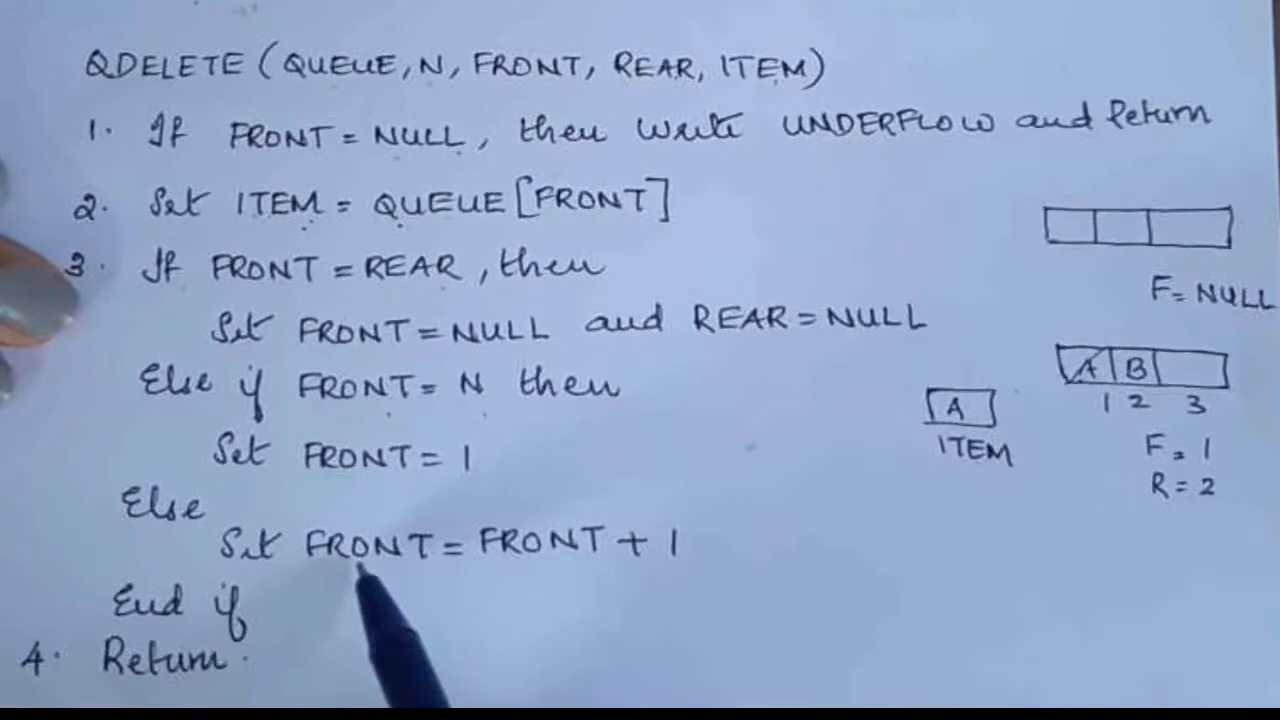 QDELETE (QUEUE, N, FRONT, REAR, ITEM)
1. If FRONT = NULL, then Write UNDERFLOW and Return
2. Set ITEM = QUEUE [FRONT]
3. If FRONT = REAR, then
Set FRONT = NULL and REAR = NULL
Else if FRONT = N then
Set FRONT = 1
Else
Set FRONT = FRONT + 1
End if
4. Return.
F = NULL
A B
1 2 3
A
ITEM
F = 1
R = 2